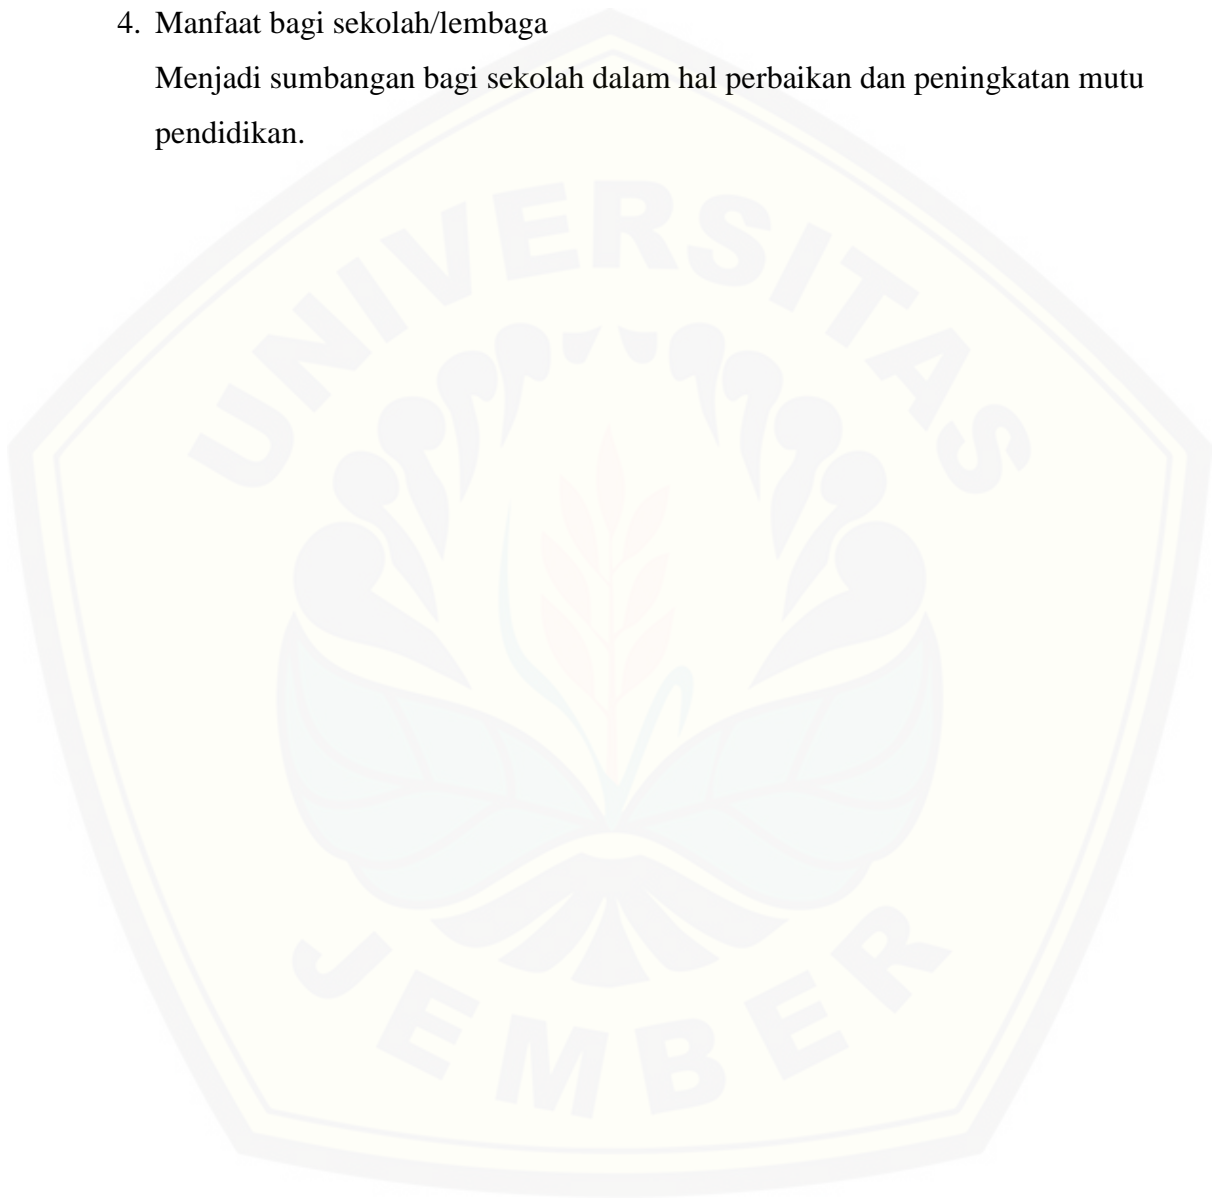 4. Manfaat bagi sekolah/lembaga
Menjadi sumbangan bagi sekolah dalam hal perbaikan dan peningkatan mutu
pendidikan.
UNIVERSITAS
JEMBER